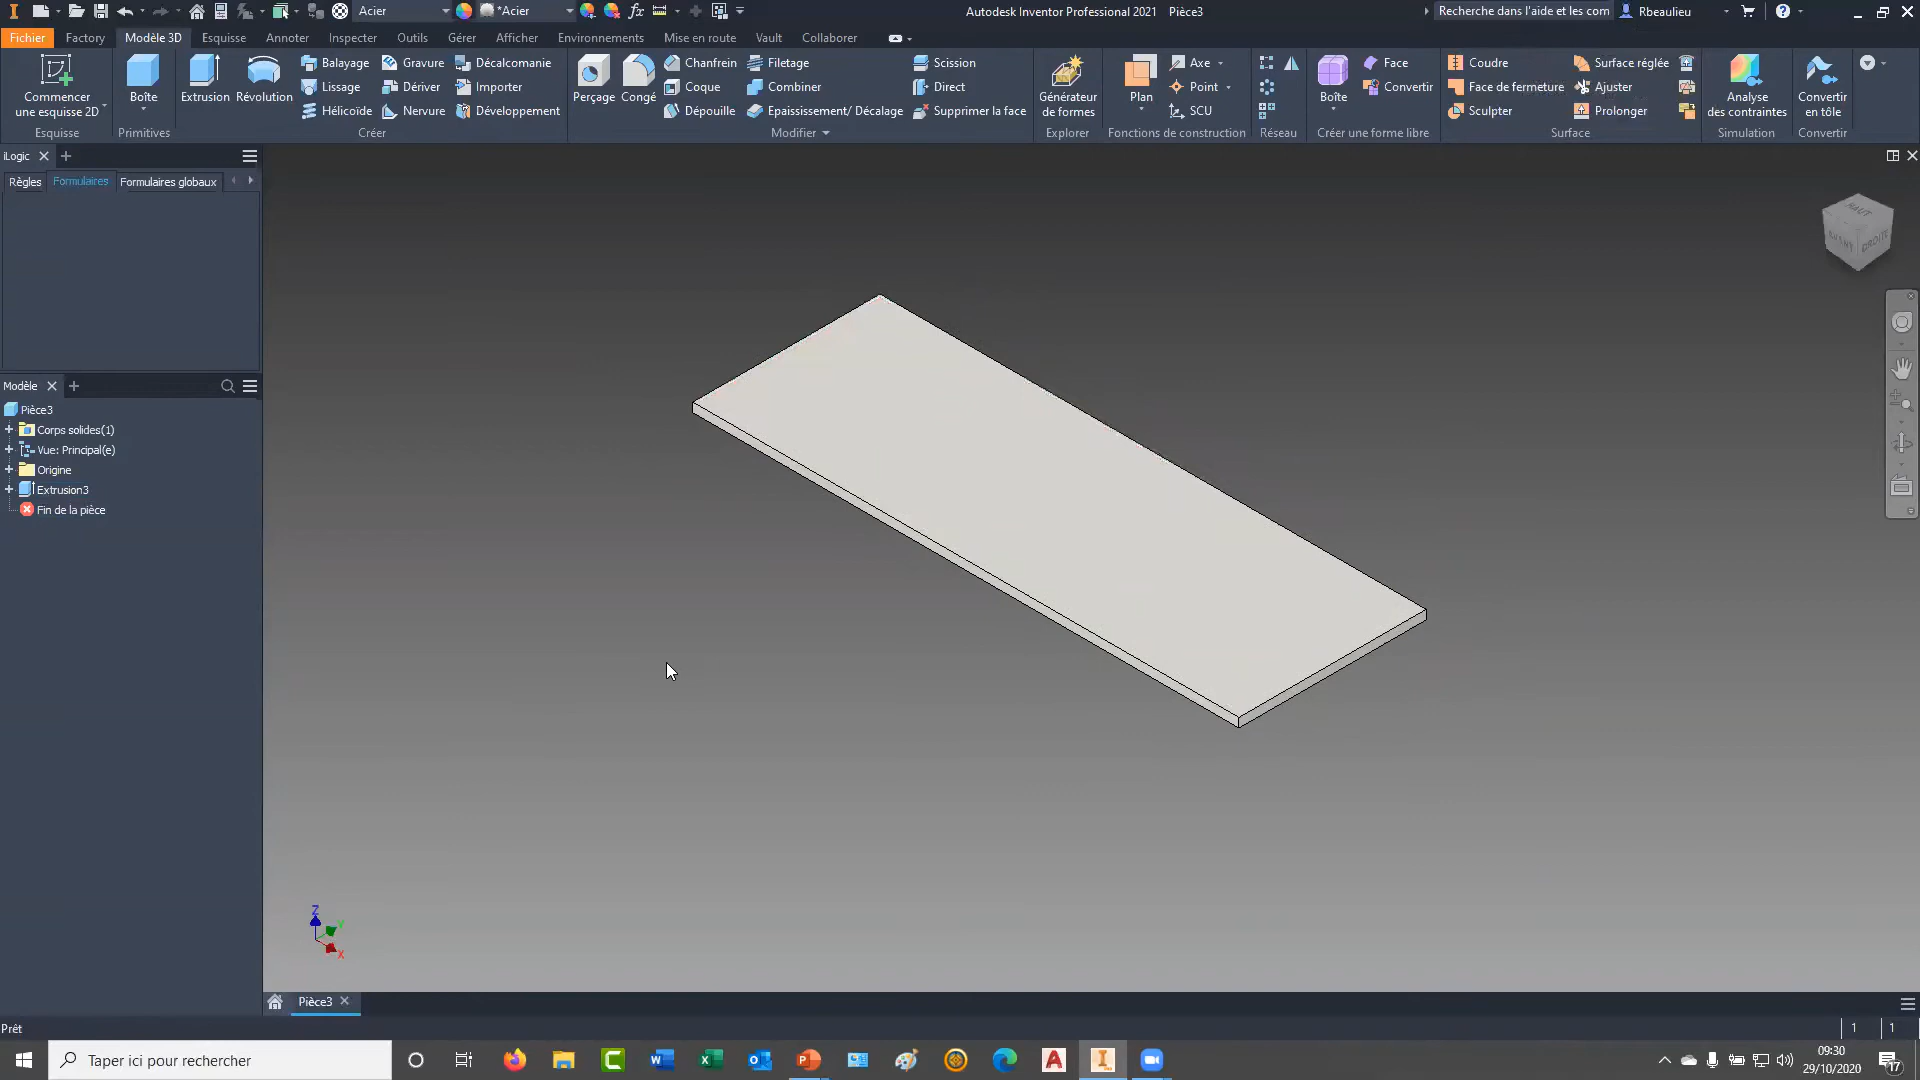 Acier
*Acier
Autodesk Inventor Professional 2021 Pièce3
Recherche dans l'aide et les com
Rbeaulieu
Fichier Factory Modèle 3D Esquisse Annoter Inspecter Outils Gérer Afficher Environnements Mise en route Vault Collaborer
Commencer
une esquisse 2D
Esquisse
Boîte
Primitives
Extrusion
Révolution
Balayage
Lissage
Hélicoïde
Gravure
Dériver
Nervure
Décalcomanie
Importer
Développement
Créer
Perçage
Congé
Chanfrein
Coque
Dépouille
Filetage
Combiner
Epaississement/ Décalage
Scission
Direct
Supprimer la face
Modifier
Générateur
de formes
Explorer
Plan
Axe
Point
SCU
Fonctions de construction
Réseau
Boîte
Face
Convertir
Créer une forme libre
Coudre
Face de fermeture
Sculpter
Surface réglée
Ajuster
Prolonger
Surface
Analyse
des contraintes
Simulation
Convertir
en tôle
Convertir
iLogic
Règles Formulaires Formulaires globaux
Modèle
Pièce3
Corps solides(1)
Vue: Principal(e)
Origine
Extrusion3
Fin de la pièce
HAUT
AVANT
DROITE
Z
Y
X
Pièce3
Prêt
1 1
Taper ici pour rechercher
09:30
29/10/2020
17